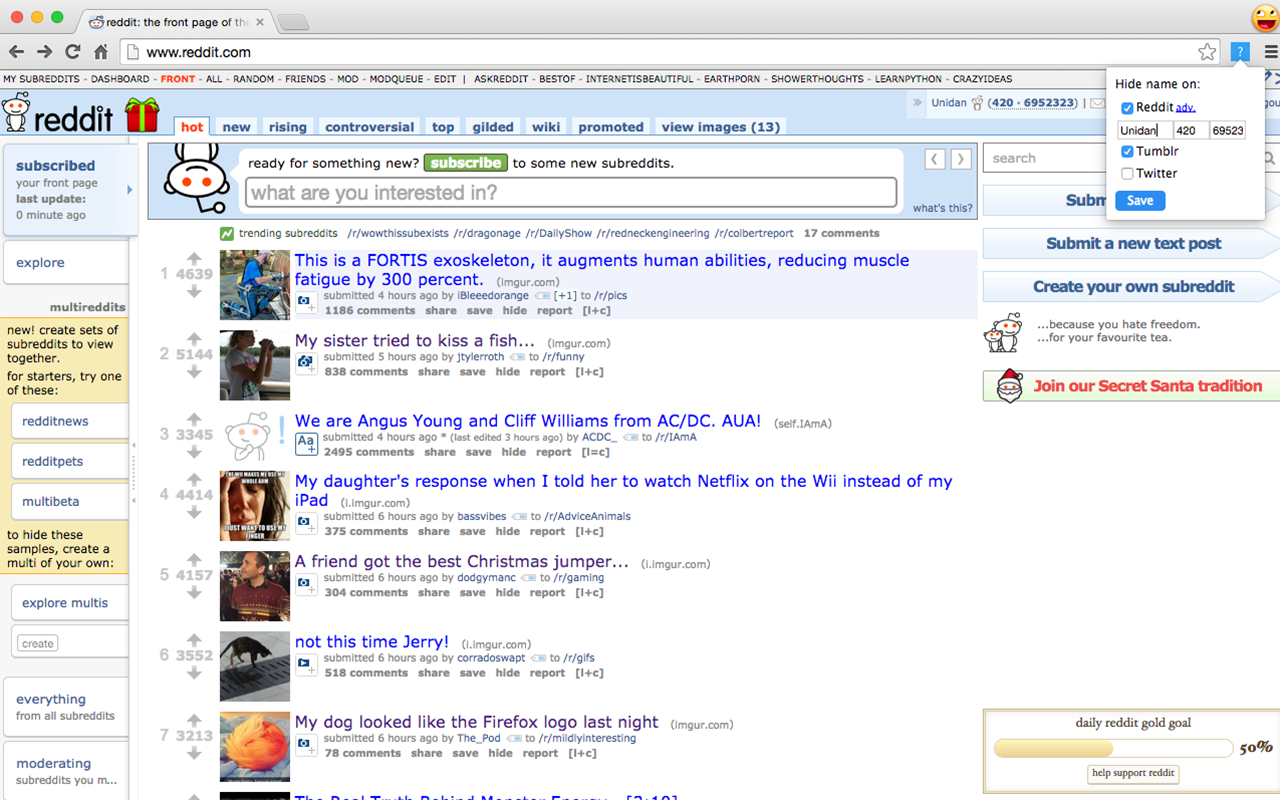 reddit: the front page of the
www.reddit.com
MY SUBREDDITS - DASHBOARD - FRONT - ALL - RANDOM - FRIENDS - MOD - MODQUEUE - EDIT | ASKREDDIT - BESTOF - INTERNETISBEAUTIFUL - EARTHPORN - SHOWERTHOUGHTS - LEARNPYTHON - CRAZYIDEAS
reddit
hot new rising controversial top gilded wiki promoted view images (13)
Unidan (420 · 6952323) |
Hide name on:
Reddit adv.
Unidan 420 69523
Tumblr
Twitter
Save
subscribed
your front page
last update:
0 minute ago
explore
multireddits
new! create sets of
subreddits to view
together.
for starters, try one
of these:
redditnews
redditpets
multibeta
to hide these
samples, create a
multi of your own:
explore multis
create
everything
from all subreddits
moderating
subreddits you m...
ready for something new? subscribe to some new subreddits.
what are you interested in?
what's this?
trending subreddits /r/wowthissubexists /r/dragonage /r/DailyShow /r/redneckengineering /r/colbertreport 17 comments
1 4639
This is a FORTIS exoskeleton, it augments human abilities, reducing muscle
fatigue by 300 percent. (imgur.com)
submitted 4 hours ago by iBleeedorange [+1] to /r/pics
1186 comments share save hide report [l+c]
2 5144
My sister tried to kiss a fish... (imgur.com)
submitted 5 hours ago by jtylerroth to /r/funny
838 comments share save hide report [l+c]
3 3345
We are Angus Young and Cliff Williams from AC/DC. AUA! (self.IAmA)
Aa
submitted 4 hours ago * (last edited 3 hours ago) by ACDC_ to /r/IAmA
2495 comments share save hide report [l=c]
4 4414
THE WII MAKES ME USE MY
WHOLE ARM
I JUST WANT TO USE MY
FINGER
My daughter's response when I told her to watch Netflix on the Wii instead of my
iPad (i.imgur.com)
submitted 6 hours ago by bassvibes to /r/AdviceAnimals
375 comments share save hide report [l+c]
5 4157
A friend got the best Christmas jumper... (i.imgur.com)
submitted 6 hours ago by dodgymanc to /r/gaming
304 comments share save hide report [l+c]
6 3552
not this time Jerry! (i.imgur.com)
submitted 6 hours ago by corradoswapt to /r/gifs
518 comments share save hide report [l+c]
7 3213
My dog looked like the Firefox logo last night (imgur.com)
submitted 6 hours ago by The_Pod to /r/mildlyinteresting
78 comments share save hide report [l+c]
search
Subm
Submit a new text post
Create your own subreddit
...because you hate freedom.
...for your favourite tea.
Join our Secret Santa tradition
daily reddit gold goal
50%
help support reddit